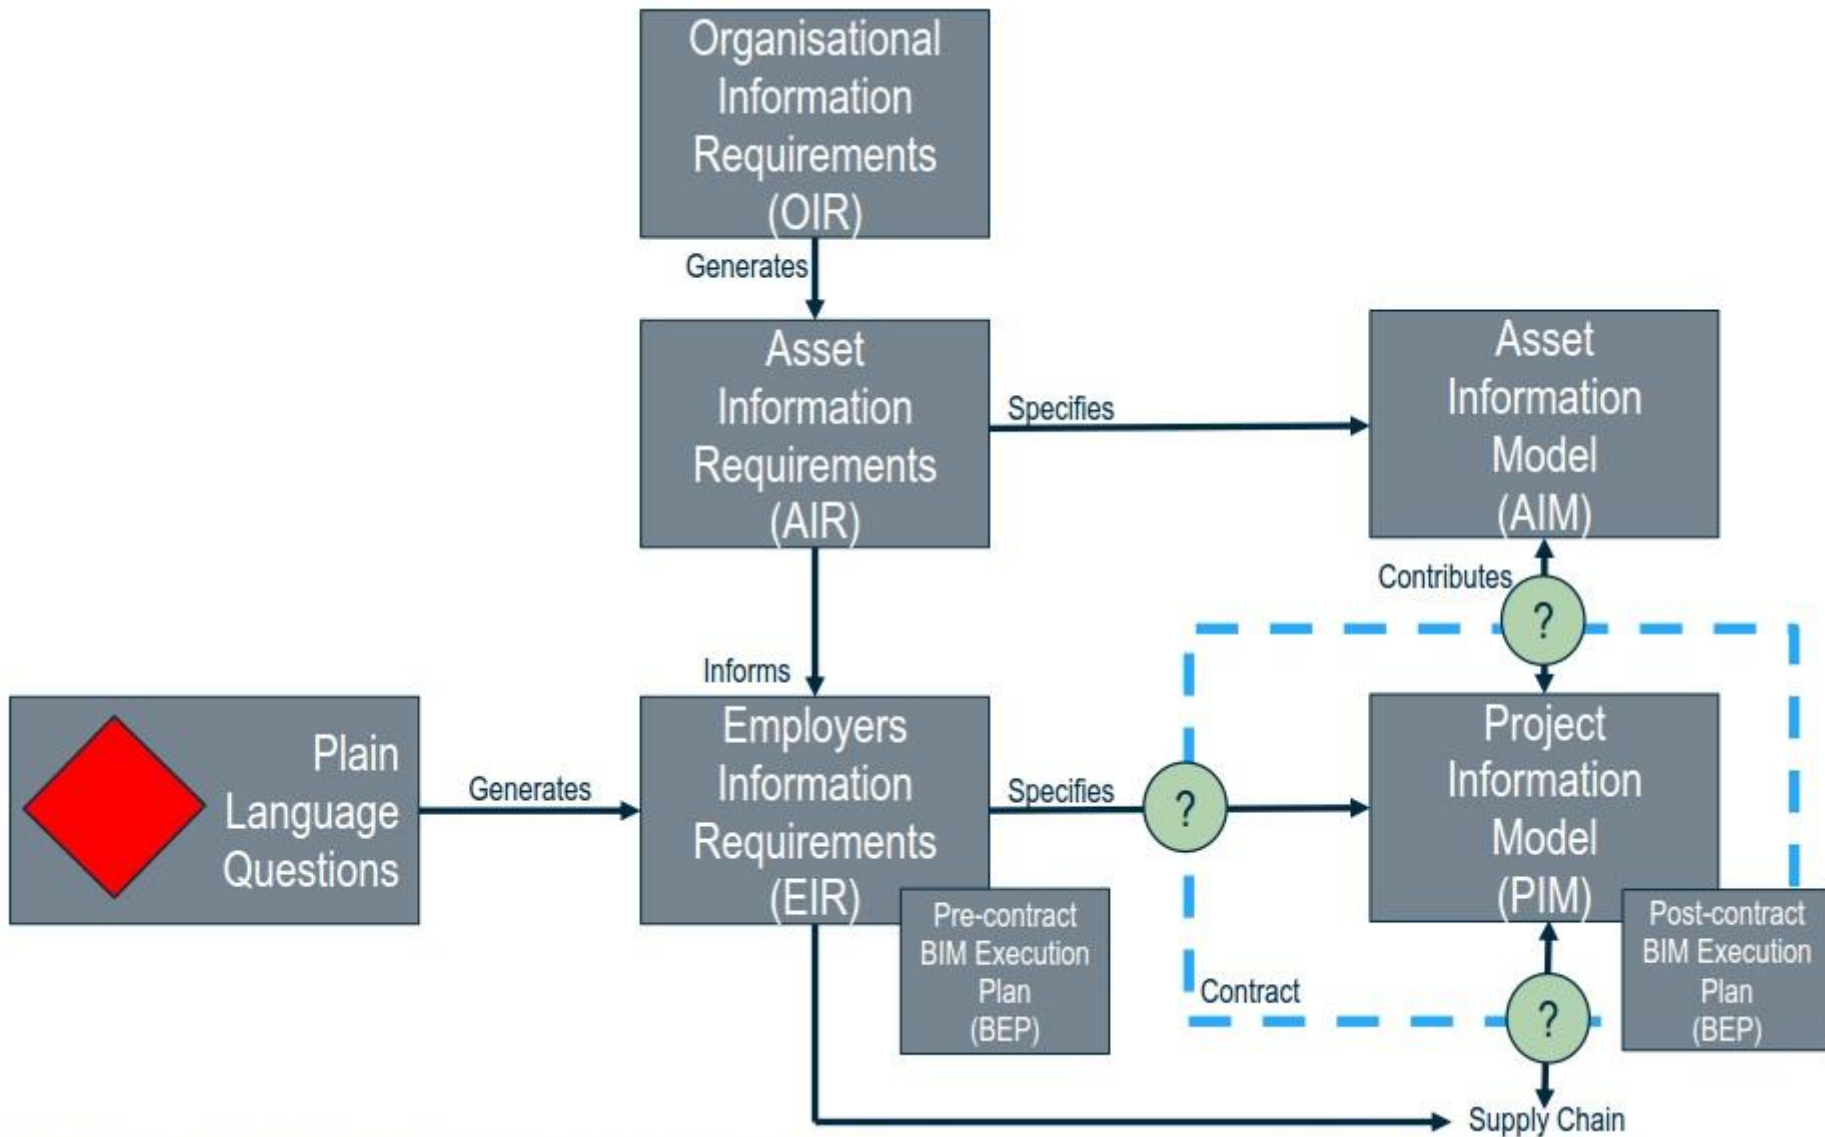 Organisational
Information
Requirements
(OIR)
Generates
Asset
Information
Requirements
(AIR)
Specifies
Asset
Information
Model
(AIM)
Contributes
?
Informs
Plain
Language
Questions
Generates
Employers
Information
Requirements
(EIR)
Specifies
?
Project
Information
Model
(PIM)
Pre-contract
BIM Execution
Plan
(BEP)
Contract
?
Post-contract
BIM Execution
Plan
(BEP)
Supply Chain